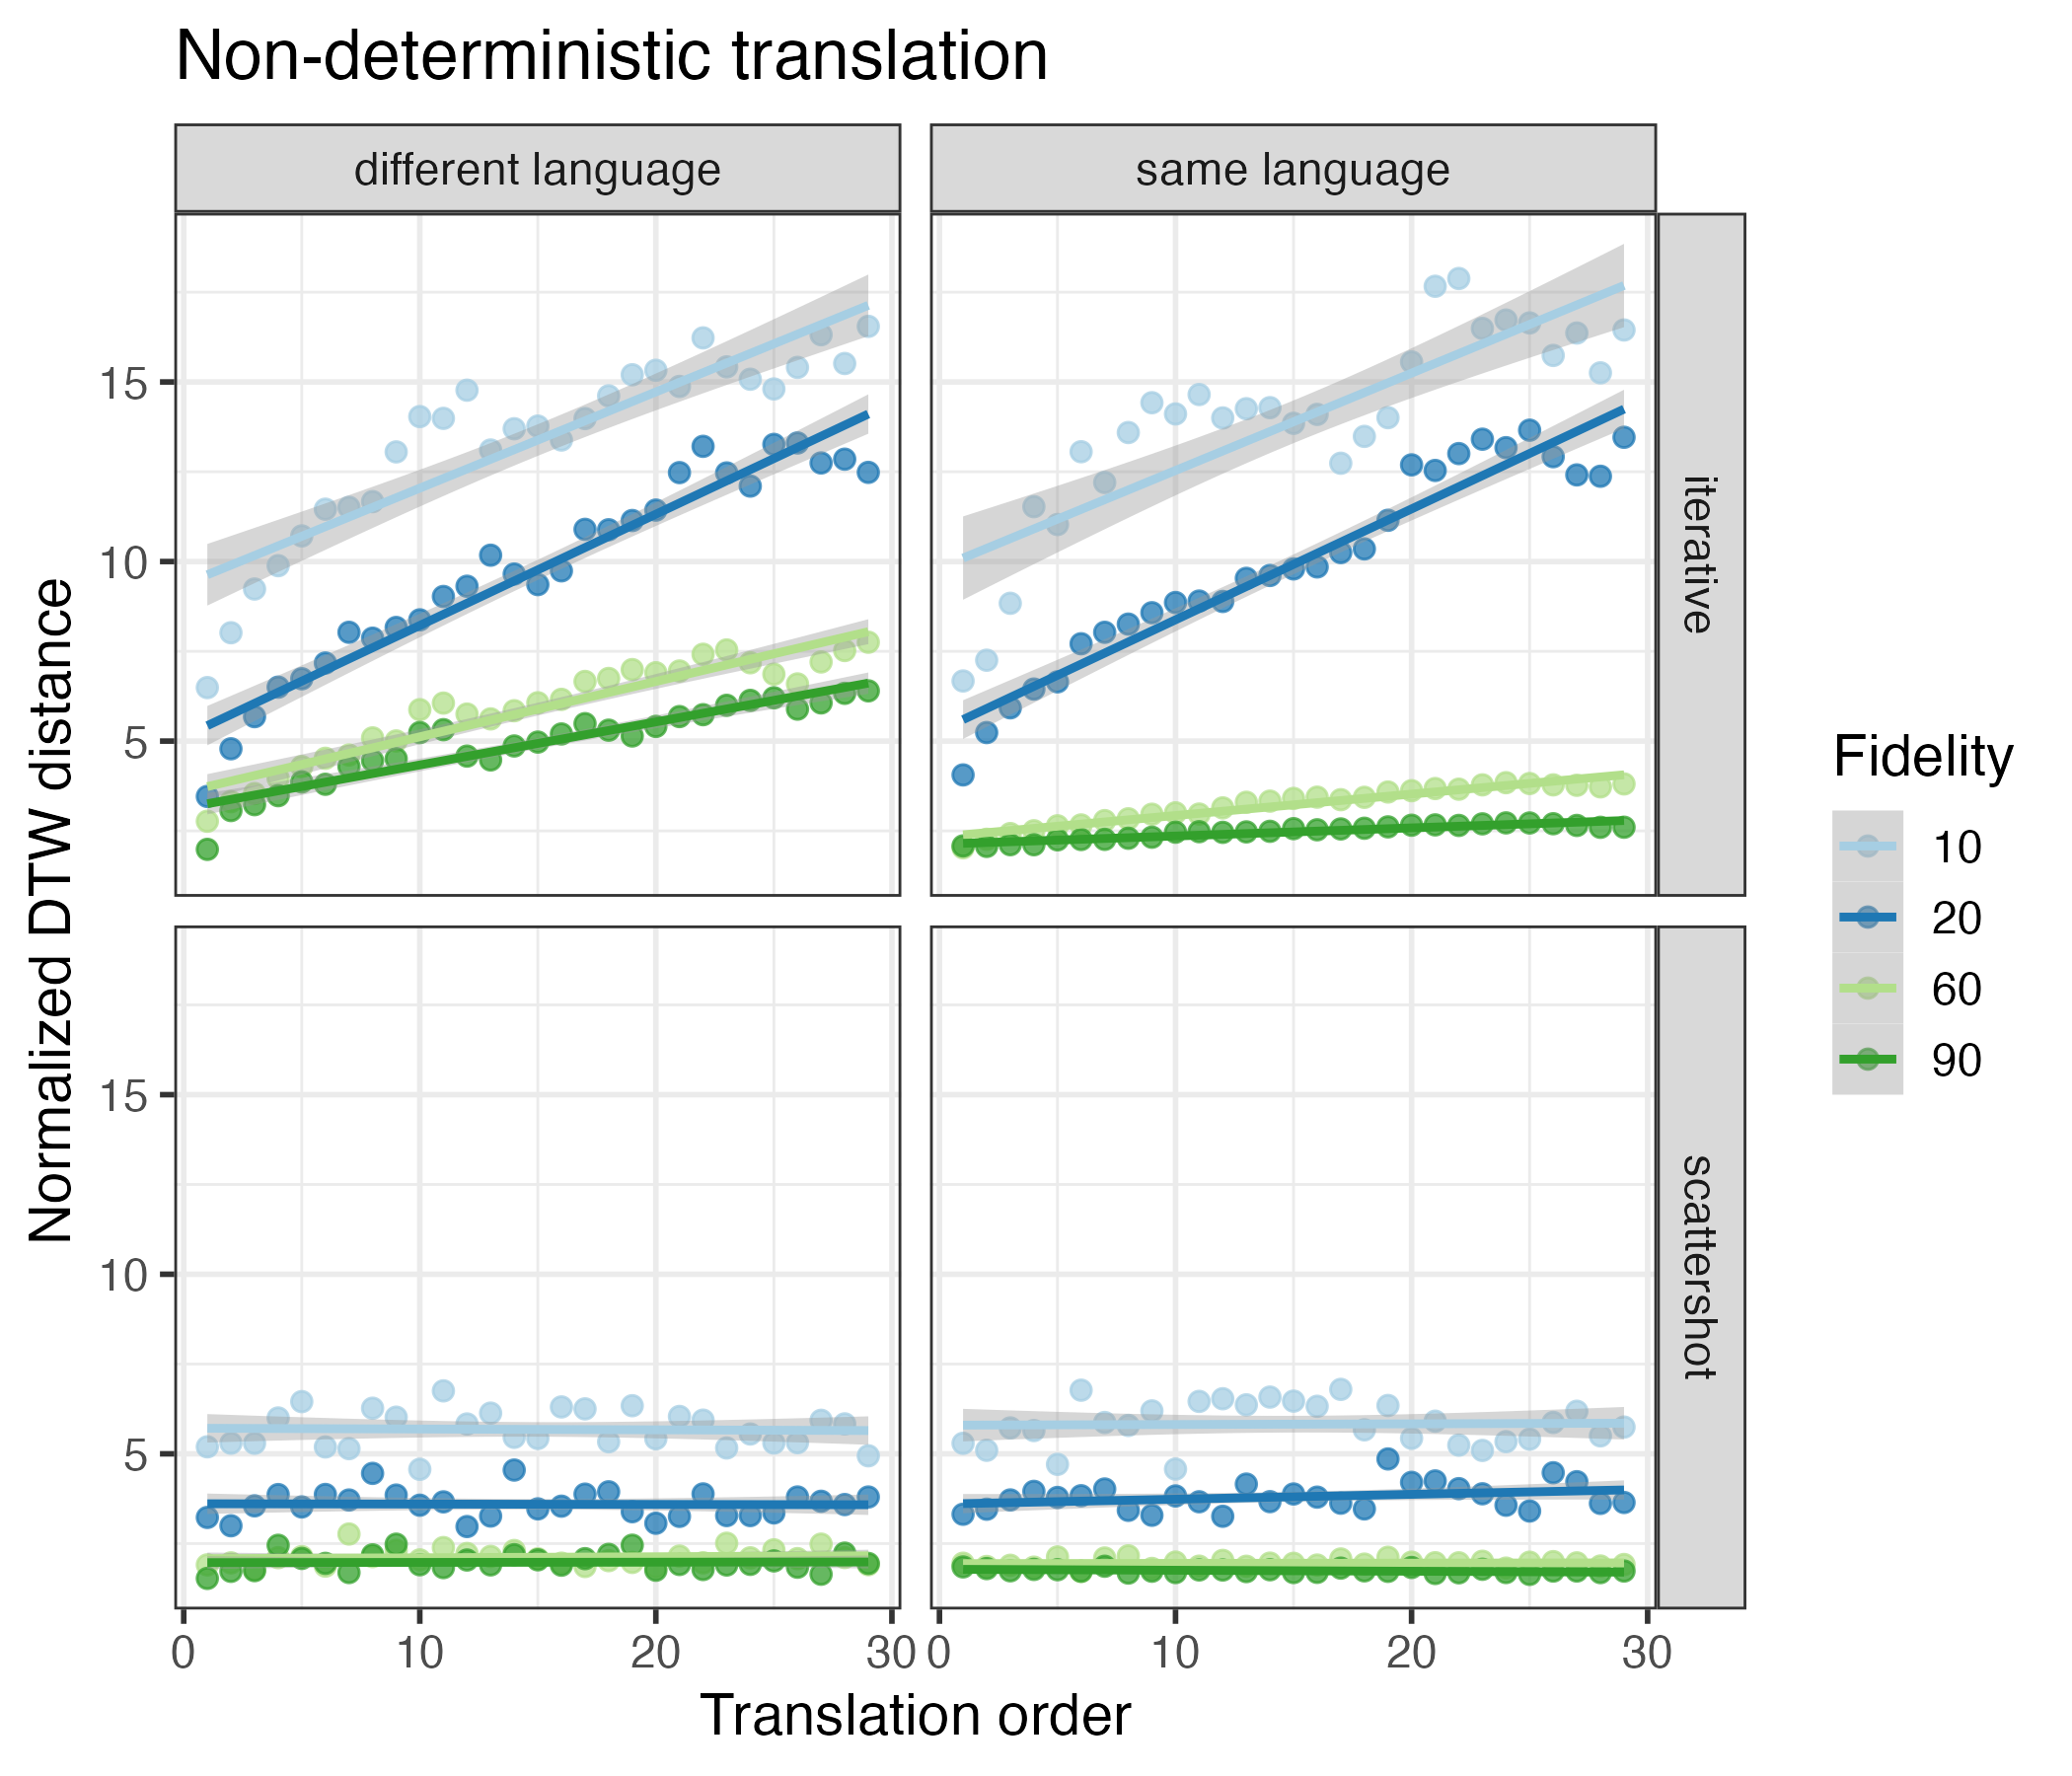 Non-deterministic translation
different language
same language
15
10
5
iterative
15
10
5
scattershot
0
10
20
30
0
10
20
30
Translation order
Normalized DTW distance
Fidelity
10
20
60
90